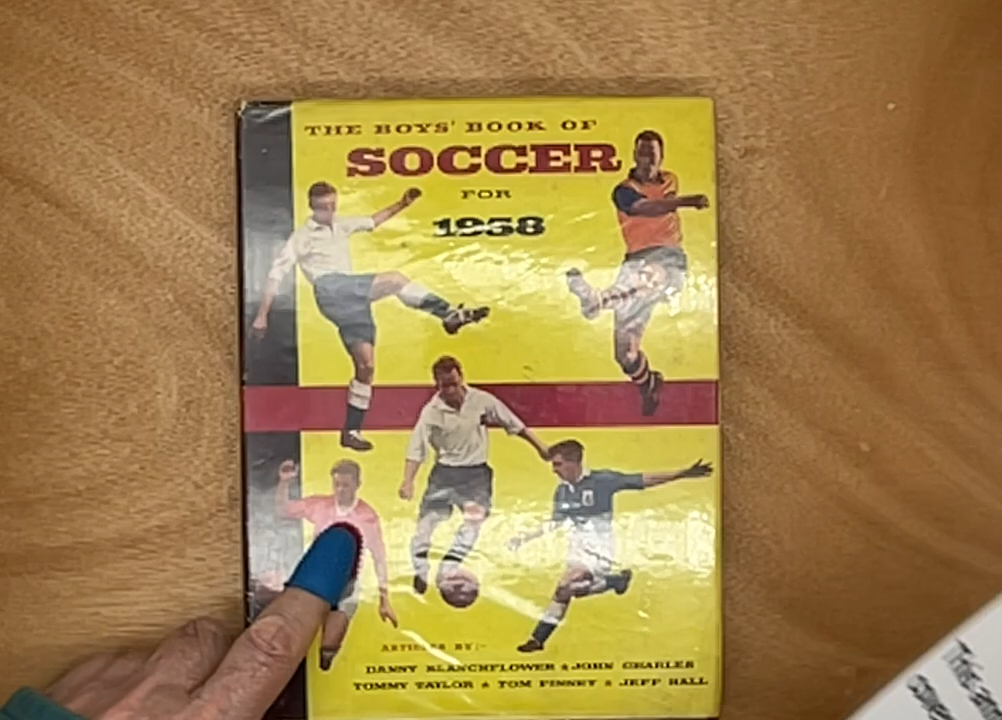 THE BOYS' BOOK OF
SOCCER
FOR
1958
ARTICLES BY:-
DANNY BLANCHFLOWER & JOHN CHARLES
TOMMY TAYLOR & TOM FINNEY & JEFF HALL